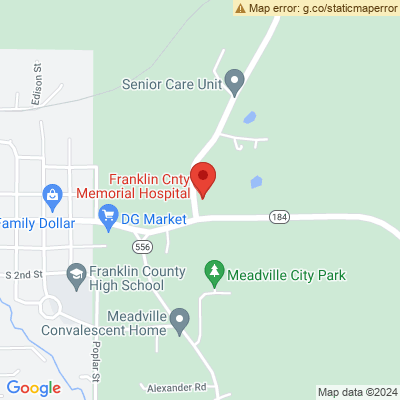 Map error: g.co/staticmaperror
Edison St
Senior Care Unit
Franklin Cnty
Memorial Hospital
Family Dollar
DG Market
184
556
S 2nd St
Franklin County
High School
Meadville City Park
Meadville
Convalescent Home
Poplar St
Alexander Rd
Google
Map data ©2024